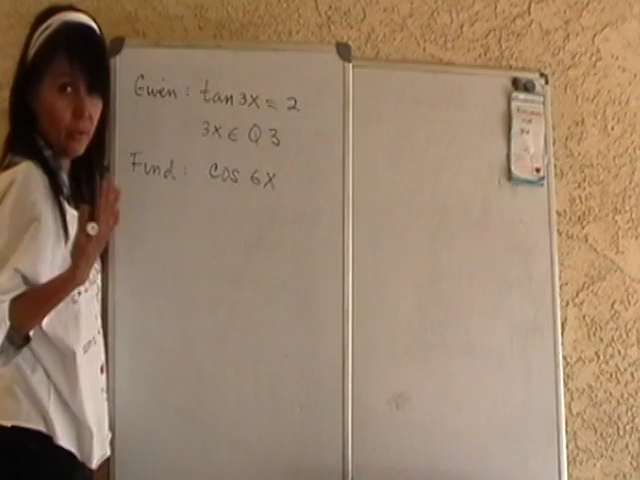 Given: tan 3x = 2
3x ∈ Q 3
Find: cos 6x